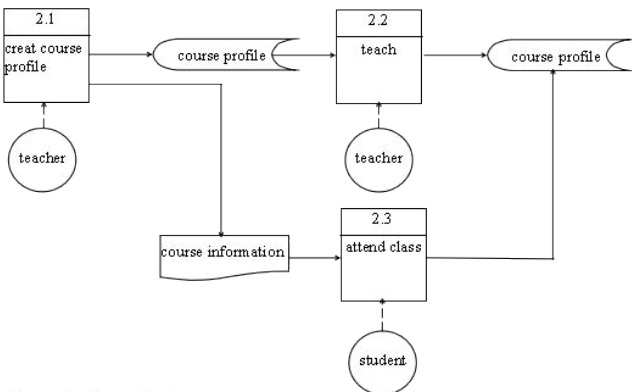 2.1
creat course
profile
course profile
2.2
teach
course profile
teacher
teacher
2.3
attend class
course information
student